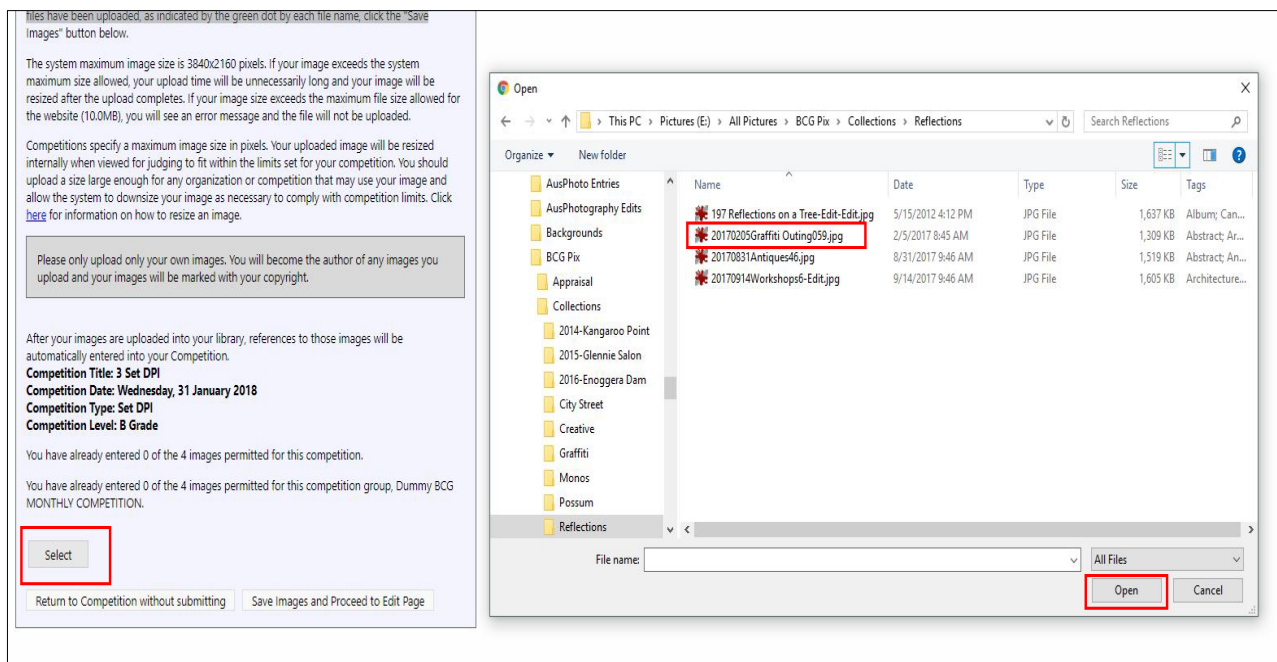 files have been uploaded, as indicated by the green dot by each file name, click the "Save
Images" button below.
The system maximum image size is 3840x2160 pixels. If your image exceeds the system
maximum size allowed, your upload time will be unnecessarily long and your image will be
resized after the upload completes. If your image size exceeds the maximum file size allowed for
the website (10.0MB), you will see an error message and the file will not be uploaded.
Competitions specify a maximum image size in pixels. Your uploaded image will be resized
internally when viewed for judging to fit within the limits set for your competition. You should
upload a size large enough for any organization or competition that may use your image and
allow the system to downsize your image as necessary to comply with competition limits. Click
here for information on how to resize an image.
Please only upload only your own images. You will become the author of any images you
upload and your images will be marked with your copyright.
After your images are uploaded into your library, references to those images will be
automatically entered into your Competition.
Competition Title: 3 Set DPI
Competition Date: Wednesday, 31 January 2018
Competition Type: Set DPI
Competition Level: B Grade
You have already entered 0 of the 4 images permitted for this competition.
You have already entered 0 of the 4 images permitted for this competition group, Dummy BCG
MONTHLY COMPETITION.
Select
Return to Competition without submitting Save Images and Proceed to Edit Page
Open X
This PC > Pictures (E:) > All Pictures > BCG Pix > Collections > Reflections Search Reflections
Organize New folder
AusPhoto Entries
AusPhotography Edits
Backgrounds
BCG Pix
Appraisal
Collections
2014-Kangaroo Point
2015-Glennie Salon
2016-Enoggera Dam
City Street
Creative
Graffiti
Monos
Possum
Reflections
Name Date Type Size Tags
197 Reflections on a Tree-Edit-Edit.jpg 5/15/2012 4:12 PM JPG File 1,637 KB Album; Can...
20170205Graffiti Outing059.jpg 2/5/2017 8:45 AM JPG File 1,309 KB Abstract; Ar...
20170831Antiques46.jpg 8/31/2017 9:46 AM JPG File 1,519 KB Abstract; An...
20170914Workshops6-Edit.jpg 9/14/2017 9:46 AM JPG File 1,605 KB Architecture...
File name: All Files
Open Cancel